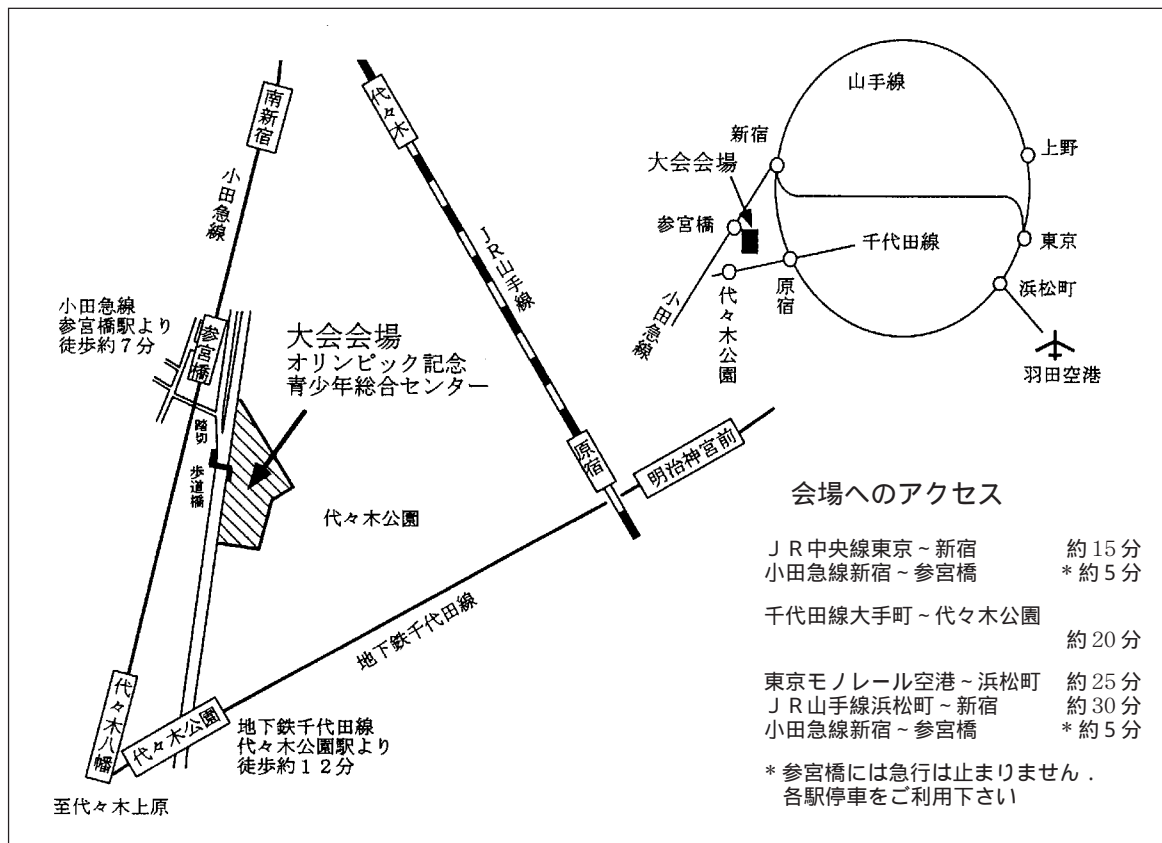 南新宿
小田急線
代々木
JR山手線
小田急線
参宮橋駅より
徒歩約7分
参宮橋
大会会場
オリンピック記念
青少年総合センター
踏切
歩道橋
代々木公園
原宿
明治神宮前
地下鉄千代田線
代々木八幡
代々木公園
地下鉄千代田線
代々木公園駅より
徒歩約12分
至代々木上原
山手線
新宿
上野
大会会場
参宮橋
千代田線
東京
浜松町
小田急線
代々木公園
原宿
羽田空港
会場へのアクセス
JR中央線東京~新宿 約15分
小田急線新宿~参宮橋 *約5分
千代田線大手町~代々木公園
約20分
東京モノレール空港~浜松町 約25分
JR山手線浜松町~新宿 約30分
小田急線新宿~参宮橋 *約5分
*参宮橋には急行は止まりません.
各駅停車をご利用下さい